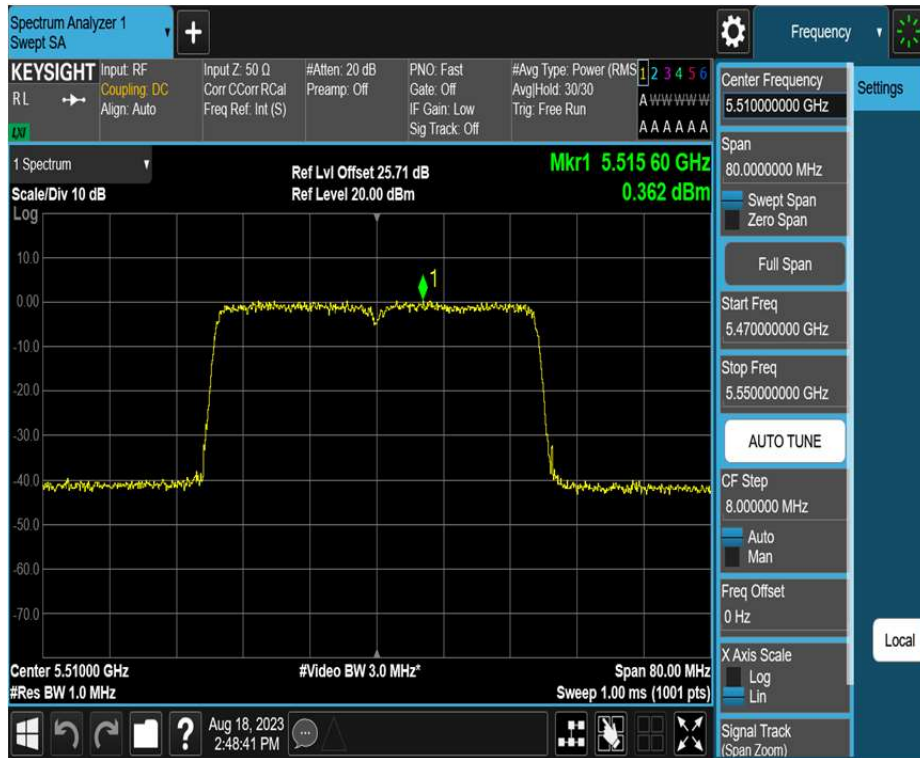 Spectrum Analyzer 1
Swept SA
+
Frequency
KEYSIGHT
RL
LXI
Input: RF
Coupling: DC
Align: Auto
Input Z: 50 Ω
Corr CCorr RCal
Freq Ref: Int (S)
#Atten: 20 dB
Preamp: Off
PNO: Fast
Gate: Off
IF Gain: Low
Sig Track: Off
#Avg Type: Power (RMS
Avg|Hold: 30/30
Trig: Free Run
1 2 3 4 5 6
A W W W W W
A A A A A A
1 Spectrum
Scale/Div 10 dB
Log
Ref Lvl Offset 25.71 dB
Ref Level 20.00 dBm
Mkr1 5.515 60 GHz
0.362 dBm
10.0
0.00
-10.0
-20.0
-30.0
-40.0
-50.0
-60.0
-70.0
1
Center 5.51000 GHz
#Res BW 1.0 MHz
#Video BW 3.0 MHz*
Span 80.00 MHz
Sweep 1.00 ms (1001 pts)
?
Aug 18, 2023
2:48:41 PM
Center Frequency
5.510000000 GHz
Span
80.0000000 MHz
Swept Span
Zero Span
Full Span
Start Freq
5.470000000 GHz
Stop Freq
5.550000000 GHz
AUTO TUNE
CF Step
8.000000 MHz
Auto
Man
Freq Offset
0 Hz
X Axis Scale
Log
Lin
Signal Track
(Span Zoom)
Settings
Local